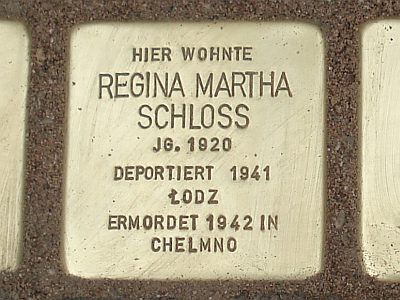 HIER WOHNTE
REGINA MARTHA
SCHLOSS
JG. 1920
DEPORTIERT 1941
ŁODZ
ERMORDET 1942 IN
CHELMNO